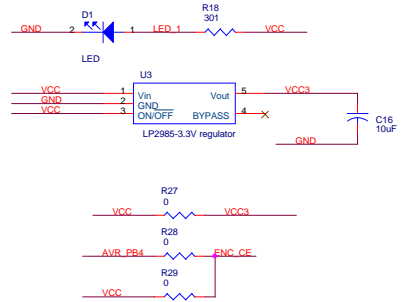 D1
R18
301
GND 2 1 LED_1 VCC
LED
U3
VCC 1 Vin Vout 5 VCC3
GND 2 GND
VCC 3 ON/OFF BYPASS 4
LP2985-3.3V regulator
C16
10uF
GND
R27
0
VCC VCC3
R28
0
AVR_PB4 ENC_CE
R29
0
VCC